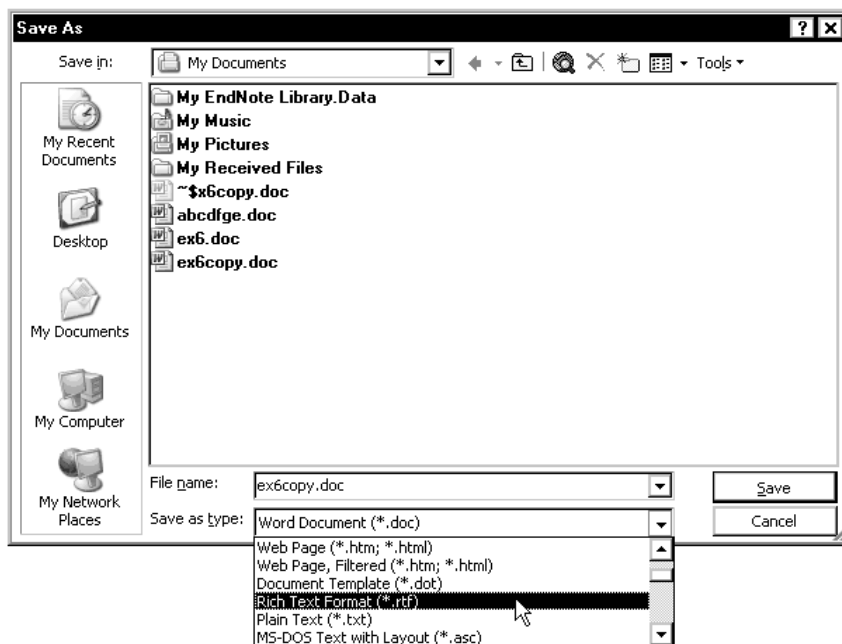 Save As
Save in:
My Documents
Tools
My EndNote Library.Data
My Music
My Pictures
My Received Files
~$x6copy.doc
abcdfge.doc
ex6.doc
ex6copy.doc
My Recent
Documents
Desktop
My Documents
My Computer
My Network
Places
File name:
ex6copy.doc
Save
Save as type:
Word Document (*.doc)
Cancel
Web Page (*.htm; *.html)
Web Page, Filtered (*.htm; *.html)
Document Template (*.dot)
Rich Text Format (*.rtf)
Plain Text (*.txt)
MS-DOS Text with Layout (*.asc)